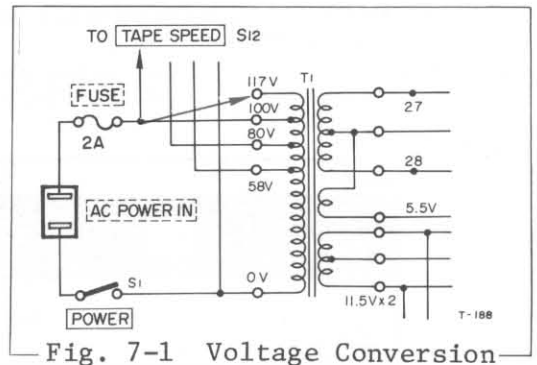 TO TAPE SPEED S12
117V
T1
FUSE
100V
27
2A
80V
28
58V
AC POWER IN
5.5V
S1
0V
POWER
11.5V x 2
T-188
Fig. 7-1 Voltage Conversion